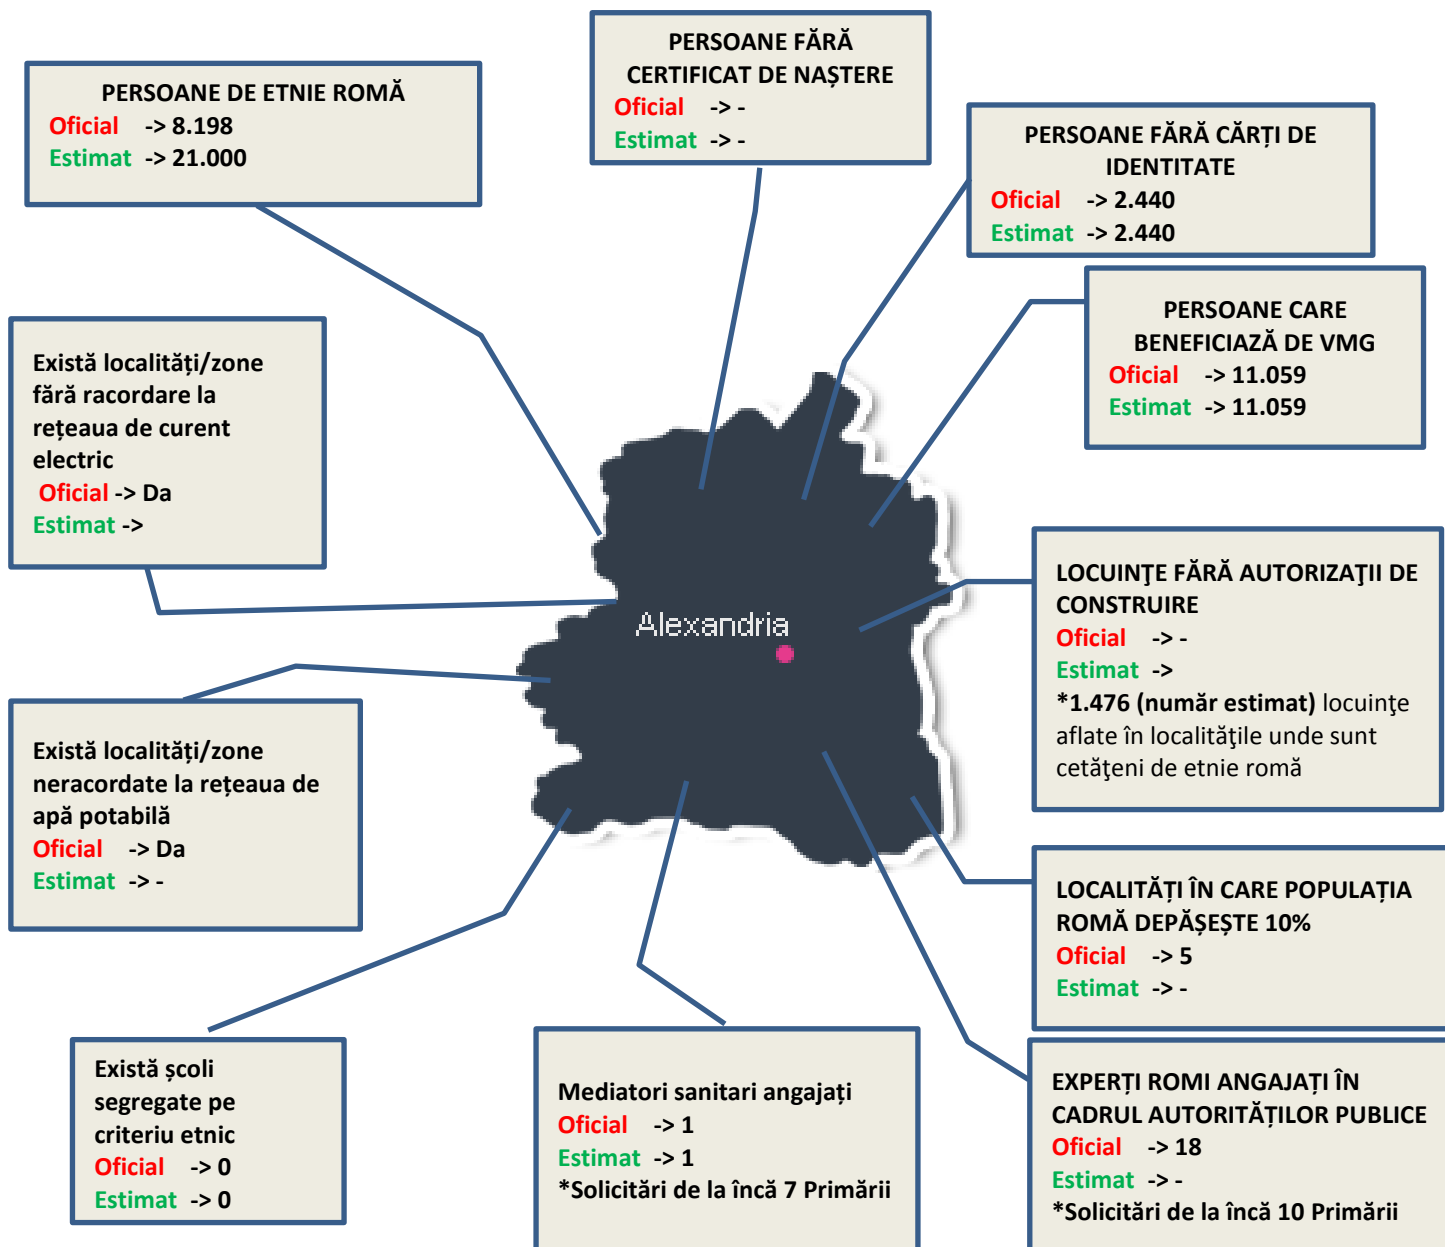 PERSOANE FĂRĂ
CERTIFICAT DE NAȘTERE
Oficial -> -
Estimat -> -
PERSOANE DE ETNIE ROMĂ
Oficial -> 8.198
Estimat -> 21.000
PERSOANE FĂRĂ CĂRȚI DE
IDENTITATE
Oficial -> 2.440
Estimat -> 2.440
PERSOANE CARE
BENEFICIAZĂ DE VMG
Oficial -> 11.059
Estimat -> 11.059
Există localități/zone
fără racordare la
rețeaua de curent
electric
Oficial -> Da
Estimat ->
Alexandria
LOCUINŢE FĂRĂ AUTORIZAŢII DE
CONSTRUIRE
Oficial -> -
Estimat ->
*1.476 (număr estimat) locuinţe
aflate în localităţile unde sunt
cetăţeni de etnie romă
Există localități/zone
neracordate la rețeaua de
apă potabilă
Oficial -> Da
Estimat -> -
LOCALITĂȚI ÎN CARE POPULAȚIA
ROMĂ DEPĂȘEȘTE 10%
Oficial -> 5
Estimat -> -
Există școli
segregate pe
criteriu etnic
Oficial -> 0
Estimat -> 0
Mediatori sanitari angajați
Oficial -> 1
Estimat -> 1
*Solicitări de la încă 7 Primării
EXPERȚI ROMI ANGAJAȚI ÎN
CADRUL AUTORITĂȚILOR PUBLICE
Oficial -> 18
Estimat -> -
*Solicitări de la încă 10 Primării